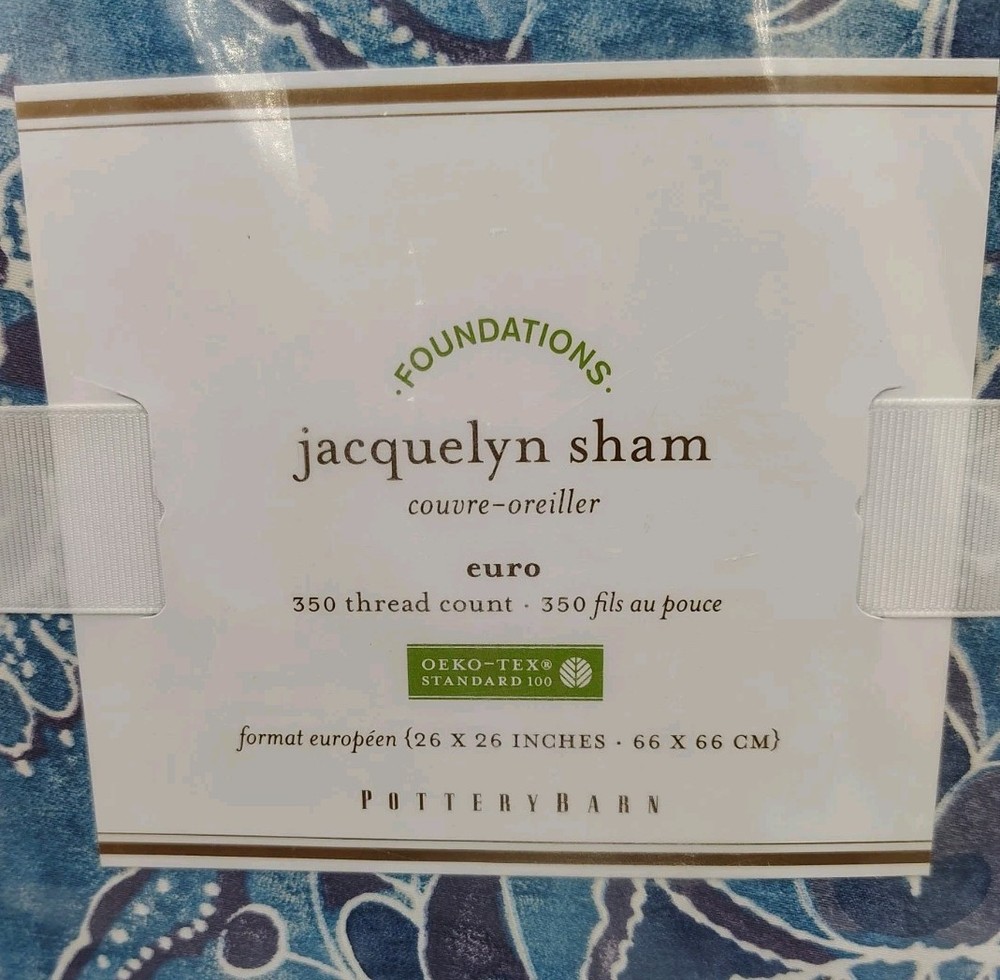 ·FOUNDATIONS·
jacquelyn sham
couvre-oreiller
euro
350 thread count · 350 fils au pouce
OEKO-TEX®
STANDARD 100
format européen {26 X 26 INCHES · 66 X 66 CM}
POTTERYBARN